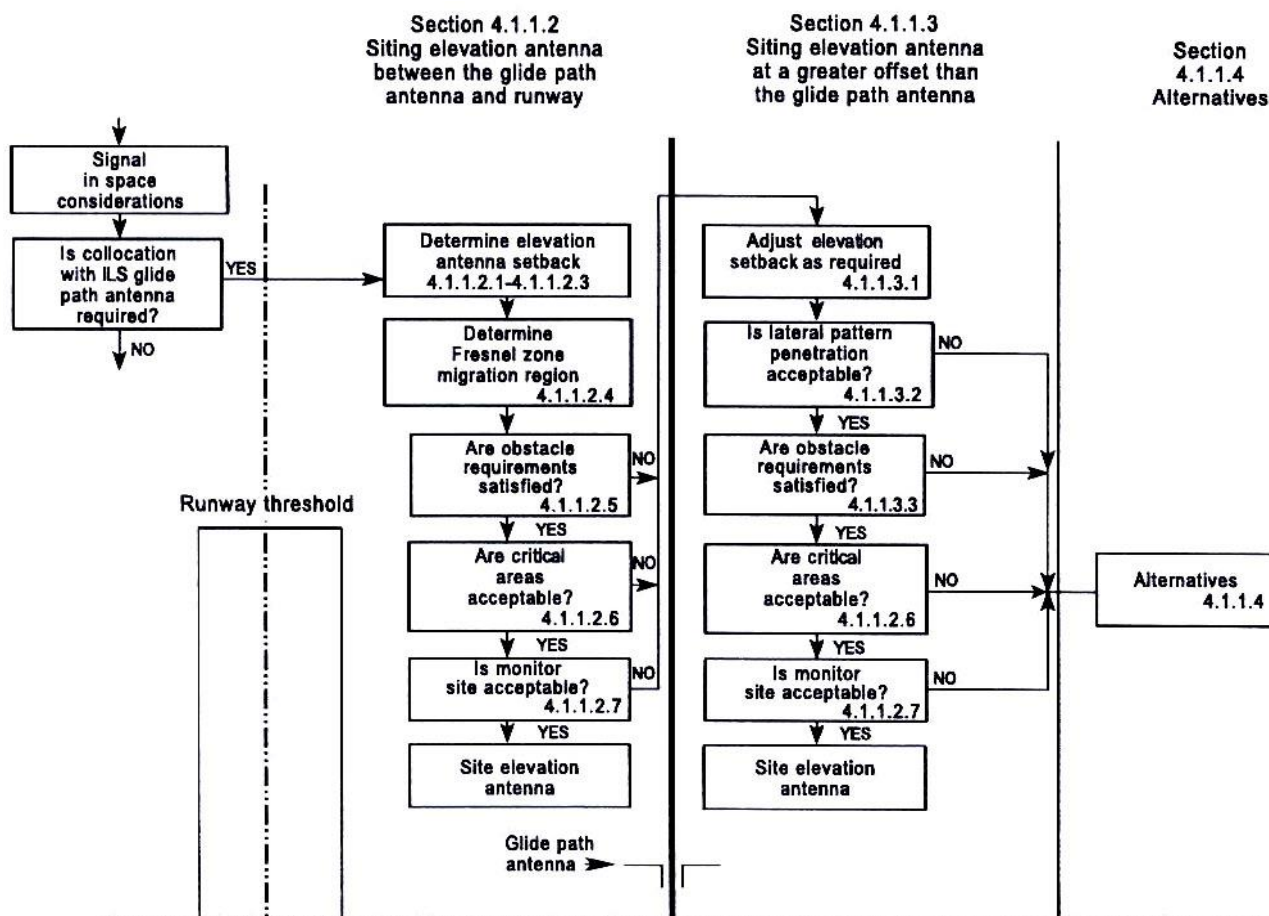 Section 4.1.1.2
Siting elevation antenna
between the glide path
antenna and runway
Section 4.1.1.3
Siting elevation antenna
at a greater offset than
the glide path antenna
Section
4.1.1.4
Alternatives
Signal
in space
considerations
Is collocation
with ILS glide
path antenna
required?
YES
NO
Determine elevation
antenna setback
4.1.1.2.1-4.1.1.2.3
Determine
Fresnel zone
migration region
4.1.1.2.4
Are obstacle
requirements
satisfied?
4.1.1.2.5
NO
YES
Are critical
areas
acceptable?
4.1.1.2.6
NO
YES
Is monitor
site acceptable?
4.1.1.2.7
NO
YES
Site elevation
antenna
Adjust elevation
setback as required
4.1.1.3.1
Is lateral pattern
penetration
acceptable?
4.1.1.3.2
NO
YES
Are obstacle
requirements
satisfied?
4.1.1.3.3
NO
YES
Are critical
areas
acceptable?
4.1.1.2.6
NO
YES
Is monitor
site acceptable?
4.1.1.2.7
NO
YES
Site elevation
antenna
Alternatives
4.1.1.4
Runway threshold
Glide path
antenna